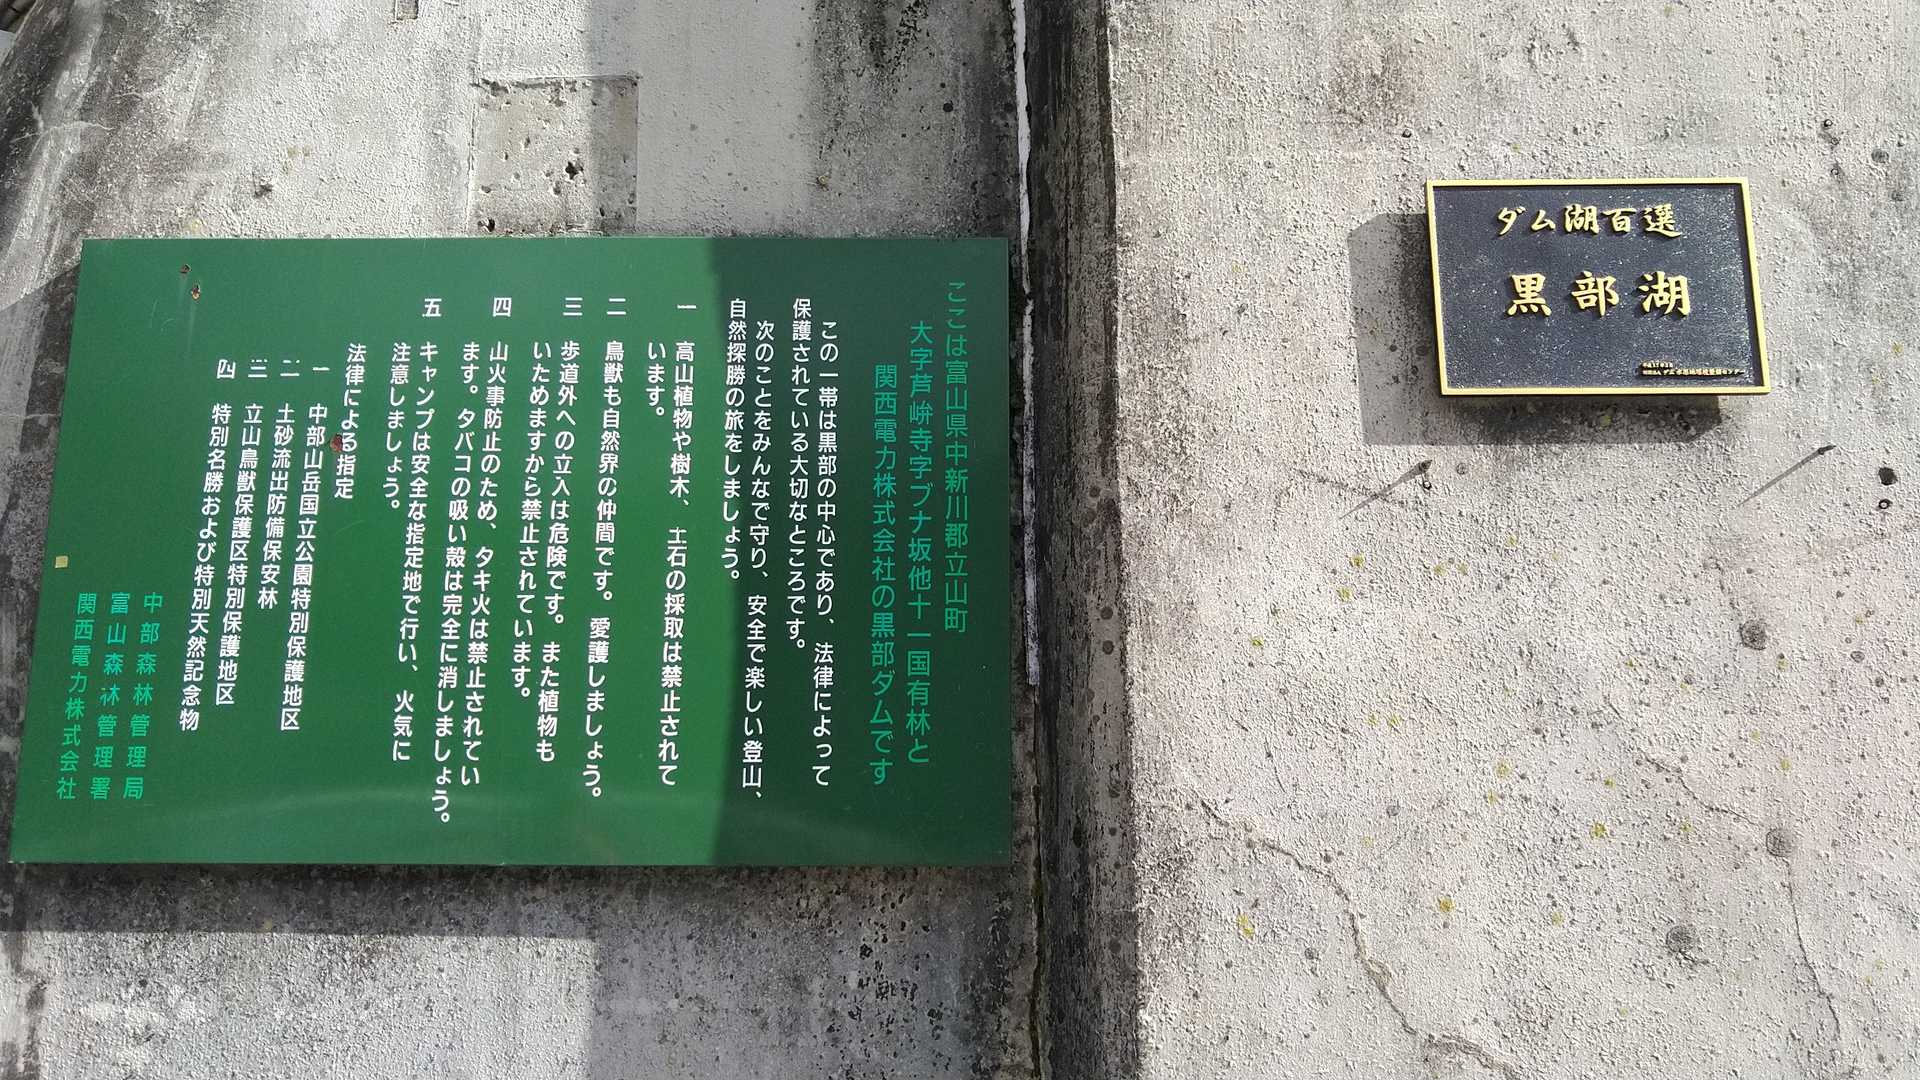 ここは富山県中新川郡立山町
大字芦峅寺字ブナ坂他十一国有林と
関西電力株式会社の黒部ダムです
この一帯は黒部の中心であり、法律によって
保護されている大切なところです。
次のことをみんなで守り、安全で楽しい登山、
自然探勝の旅をしましょう。
一 高山植物や樹木、土石の採取は禁止されて
います。
二 鳥獣も自然界の仲間です。愛護しましょう。
三 歩道外への立入は危険です。また植物も
いためますから禁止されています。
四 山火事防止のため、タキ火は禁止されてい
ます。タバコの吸い殻は完全に消しましょう。
五 キャンプは安全な指定地で行い、火気に
注意しましょう。
法律による指定
一 中部山岳国立公園特別保護地区
二 土砂流出防備保安林
三 立山鳥獣保護区特別保護地区
四 特別名勝および特別天然記念物
中部森林管理局
富山森林管理署
関西電力株式会社
ダム湖百選
黒部湖